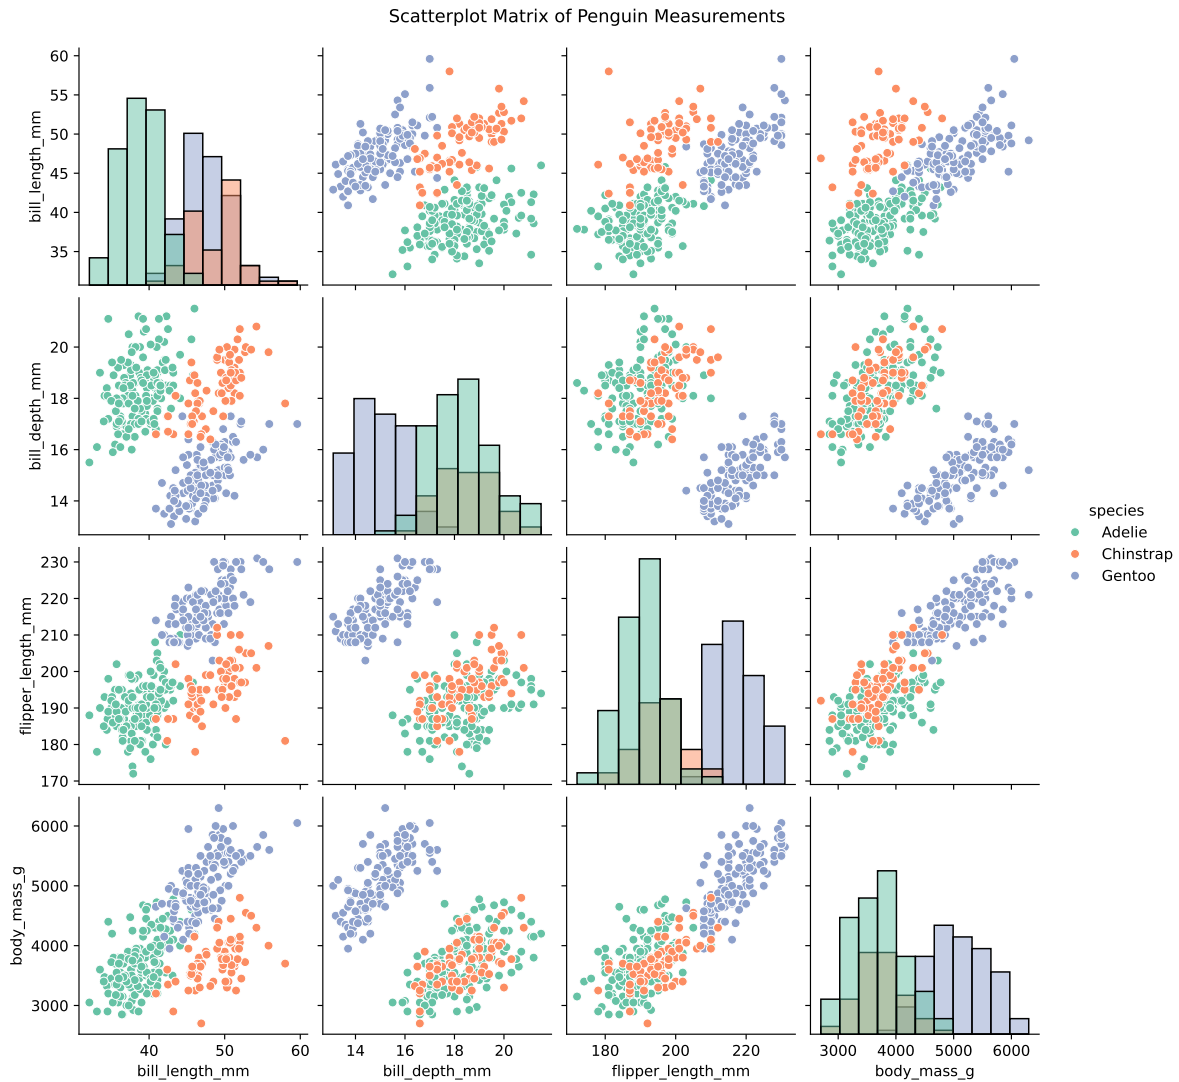 Scatterplot Matrix of Penguin Measurements
60
55
50
45
40
35
bill_length_mm
20
18
16
14
bill_depth_mm
species
Adelie
Chinstrap
Gentoo
230
220
210
200
190
180
170
flipper_length_mm
6000
5000
4000
3000
body_mass_g
40 50 60
14 16 18 20
180 200 220
3000 4000 5000 6000
bill_length_mm
bill_depth_mm
flipper_length_mm
body_mass_g